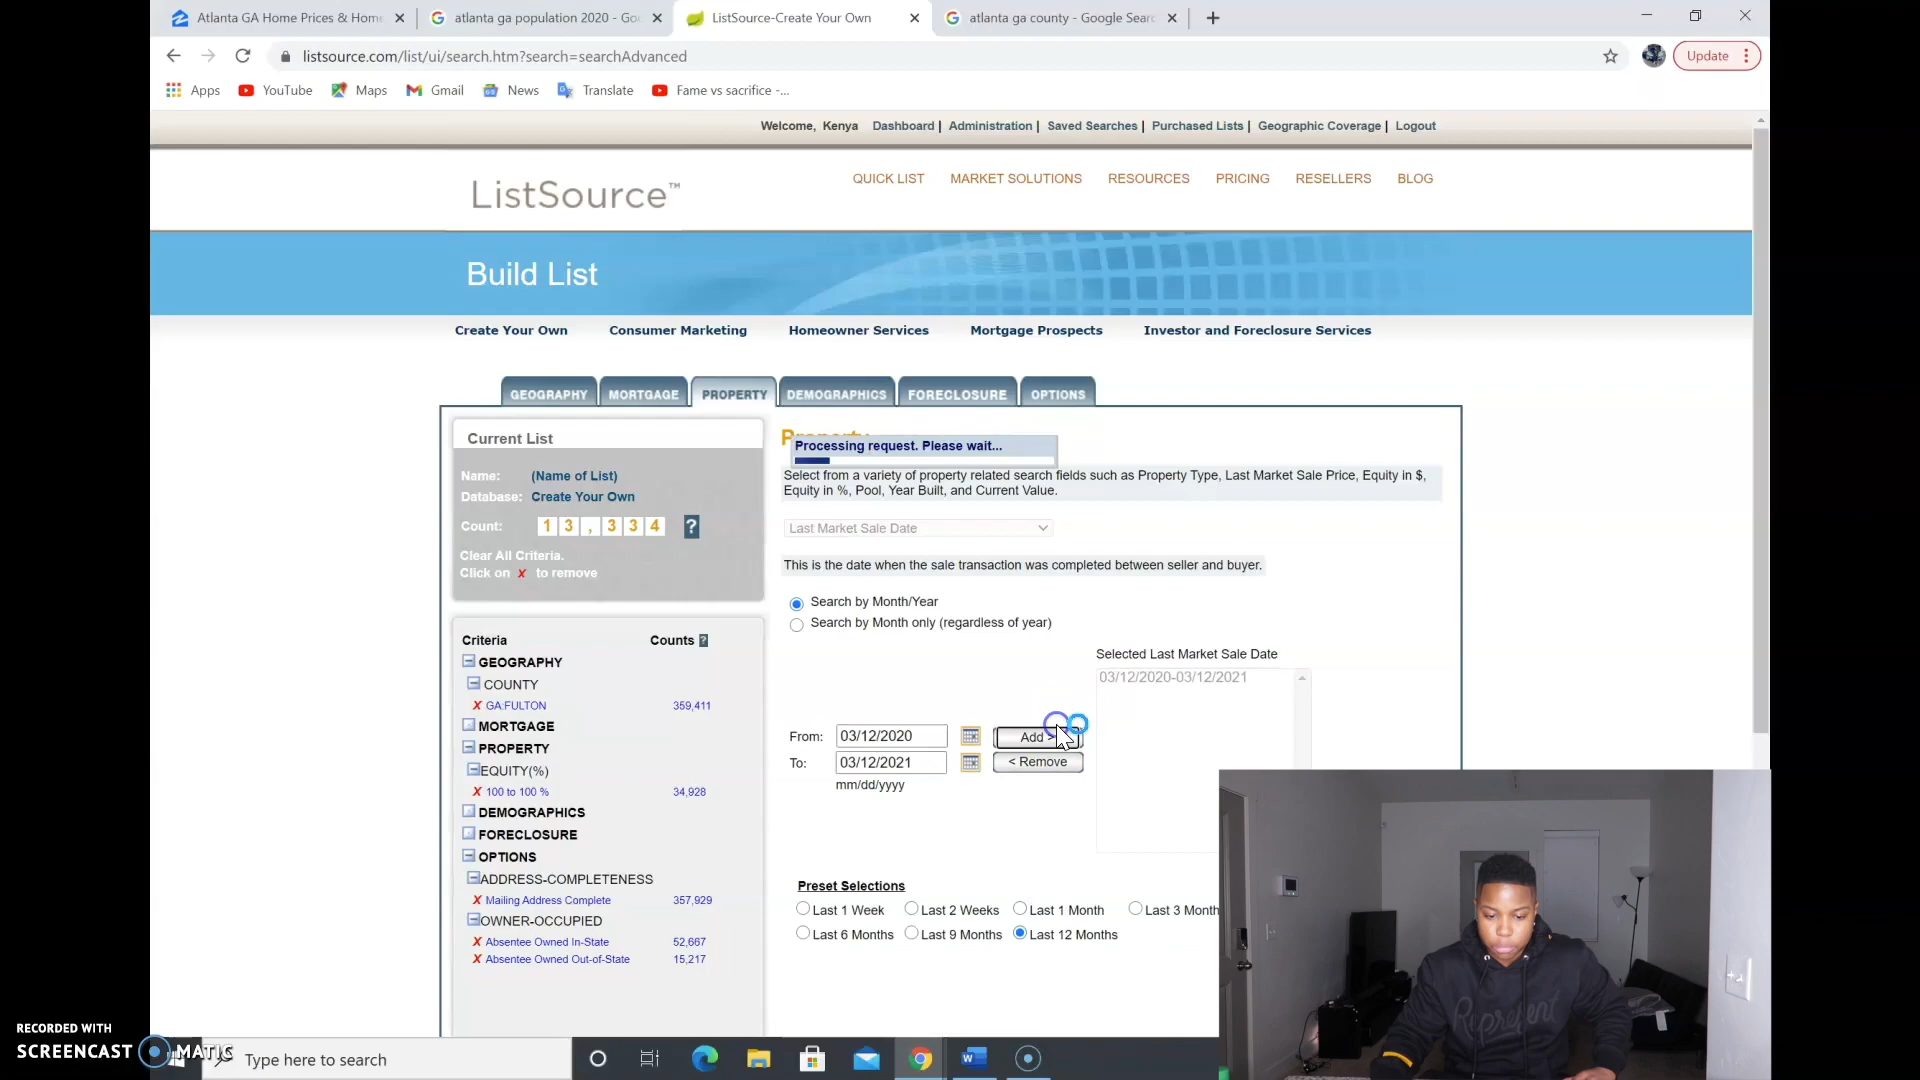 Atlanta GA Home Prices & Home
atlanta ga population 2020 - Goo
ListSource-Create Your Own
atlanta ga county - Google Searc
listsource.com/list/ui/search.htm?search=searchAdvanced
Update
Apps
YouTube
Maps
Gmail
News
Translate
Fame vs sacrifice -...
Welcome, Kenya Dashboard | Administration | Saved Searches | Purchased Lists | Geographic Coverage | Logout
ListSource™
QUICK LIST MARKET SOLUTIONS RESOURCES PRICING RESELLERS BLOG
Build List
Create Your Own Consumer Marketing Homeowner Services Mortgage Prospects Investor and Foreclosure Services
GEOGRAPHY MORTGAGE PROPERTY DEMOGRAPHICS FORECLOSURE OPTIONS
Current List
Name: (Name of List)
Database: Create Your Own
Count: 13,334 ?
Clear All Criteria.
Click on x to remove
Criteria Counts ?
GEOGRAPHY
COUNTY
X GA:FULTON 359,411
MORTGAGE
PROPERTY
EQUITY(%)
X 100 to 100 % 34,928
DEMOGRAPHICS
FORECLOSURE
OPTIONS
ADDRESS-COMPLETENESS
X Mailing Address Complete 357,929
OWNER-OCCUPIED
X Absentee Owned In-State 52,667
X Absentee Owned Out-of-State 15,217
Property
Processing request. Please wait...
Select from a variety of property related search fields such as Property Type, Last Market Sale Price, Equity in $,
Equity in %, Pool, Year Built, and Current Value.
Last Market Sale Date
This is the date when the sale transaction was completed between seller and buyer.
Search by Month/Year
Search by Month only (regardless of year)
Selected Last Market Sale Date
03/12/2020-03/12/2021
From: 03/12/2020 Add >
To: 03/12/2021 < Remove
mm/dd/yyyy
Preset Selections
Last 1 Week Last 2 Weeks Last 1 Month Last 3 Month
Last 6 Months Last 9 Months Last 12 Months
Represent
RECORDED WITH
SCREENCAST MATIC
Type here to search